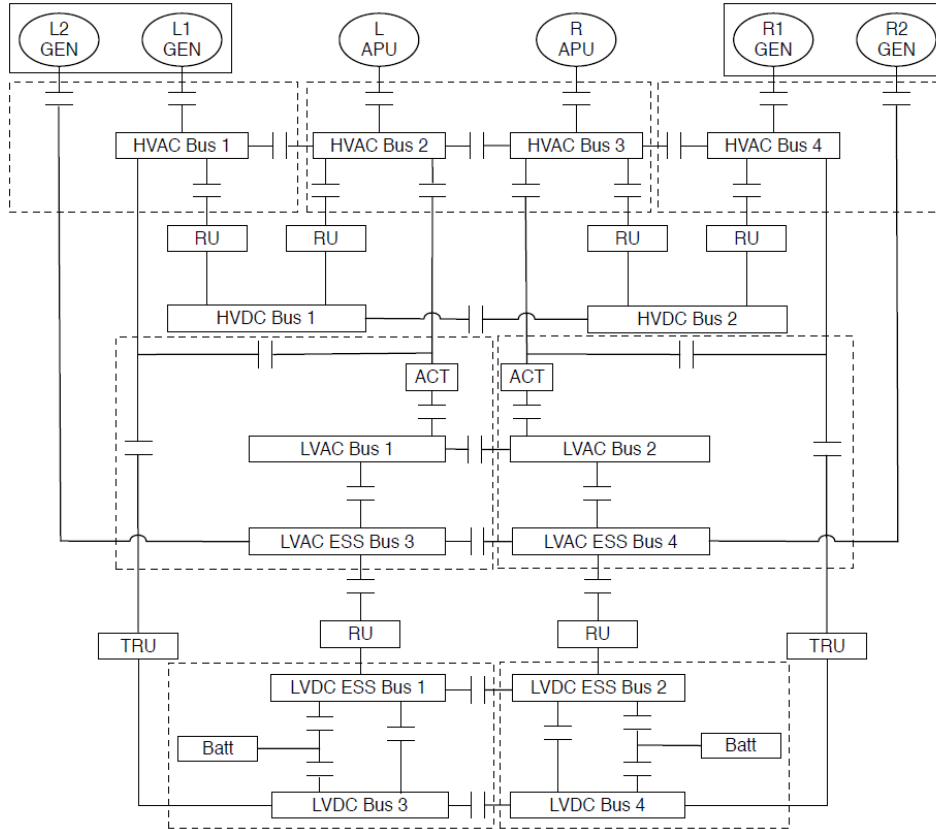 L2
GEN
L1
GEN
L
APU
R
APU
R1
GEN
R2
GEN
HVAC Bus 1
HVAC Bus 2
HVAC Bus 3
HVAC Bus 4
RU
RU
RU
RU
HVDC Bus 1
HVDC Bus 2
ACT
ACT
LVAC Bus 1
LVAC Bus 2
LVAC ESS Bus 3
LVAC ESS Bus 4
TRU
RU
RU
TRU
LVDC ESS Bus 1
LVDC ESS Bus 2
Batt
Batt
LVDC Bus 3
LVDC Bus 4